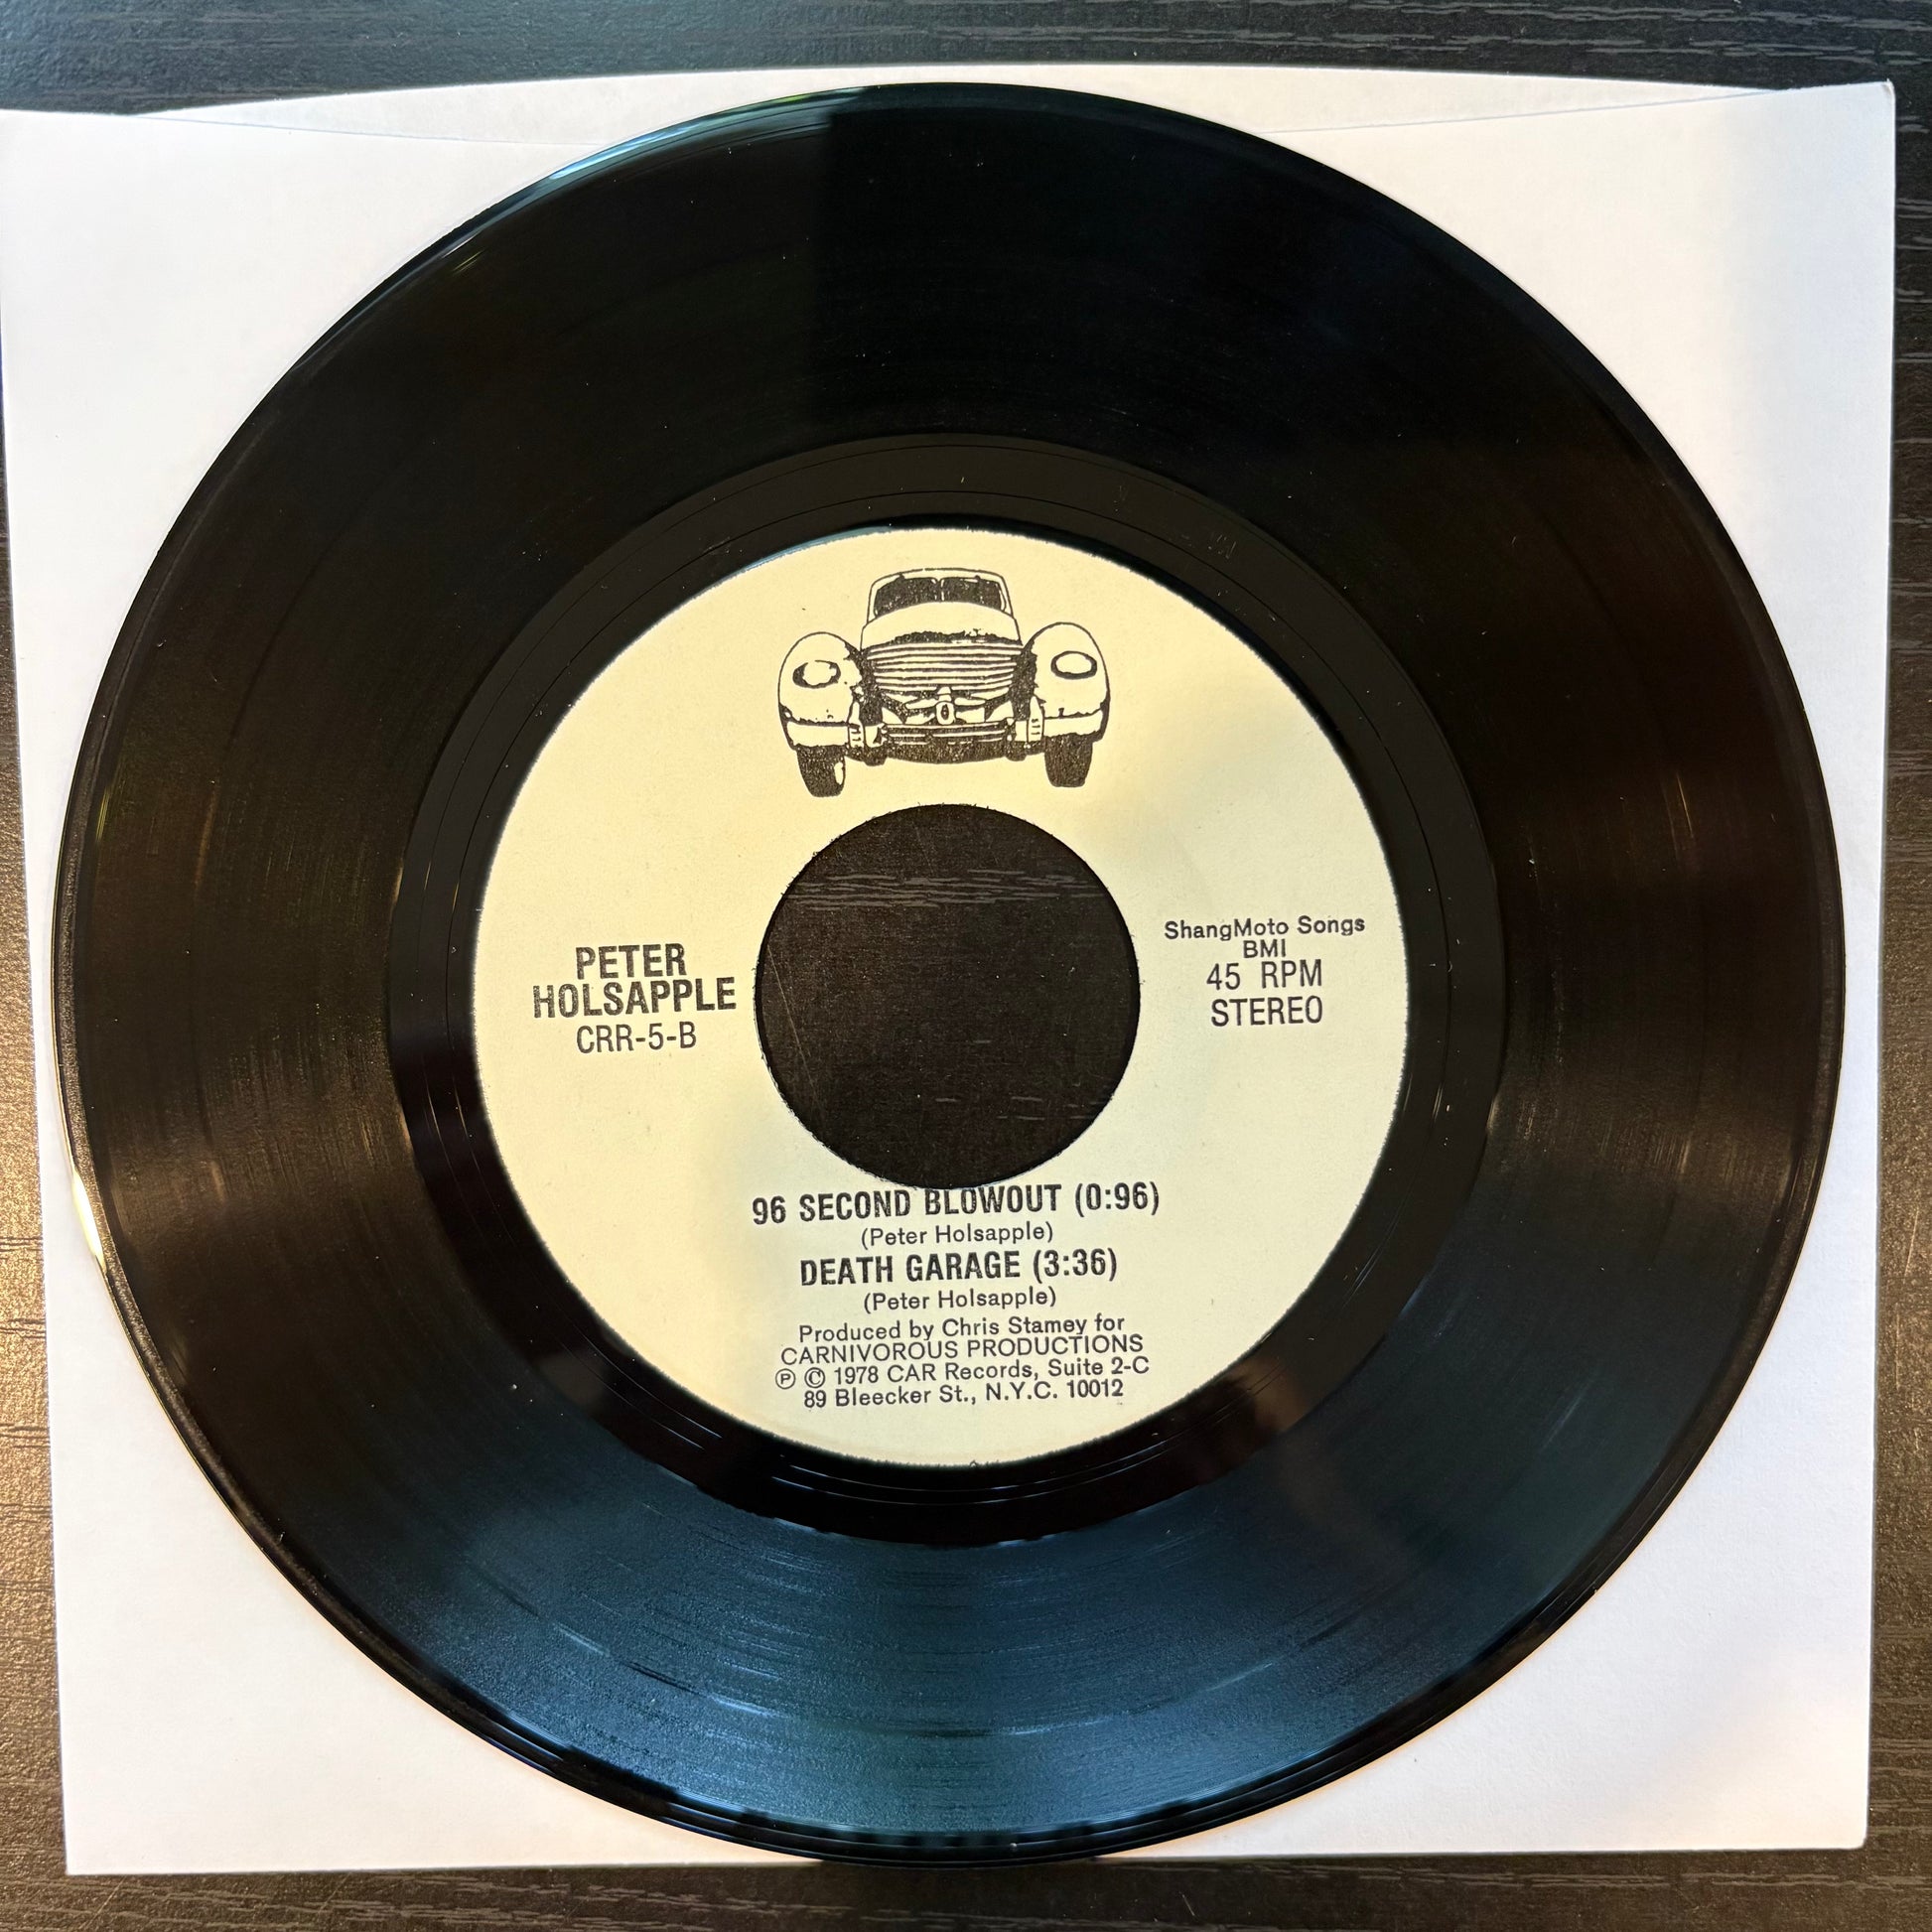 PETER
HOLSAPPLE
CRR-5-B
ShangMoto Songs
BMI
45 RPM
STEREO
96 SECOND BLOWOUT (0:96)
(Peter Holsapple)
DEATH GARAGE (3:36)
(Peter Holsapple)
Produced by Chris Stamey for
CARNIVOROUS PRODUCTIONS
℗ © 1978 CAR Records, Suite 2-C
89 Bleecker St., N.Y.C. 10012